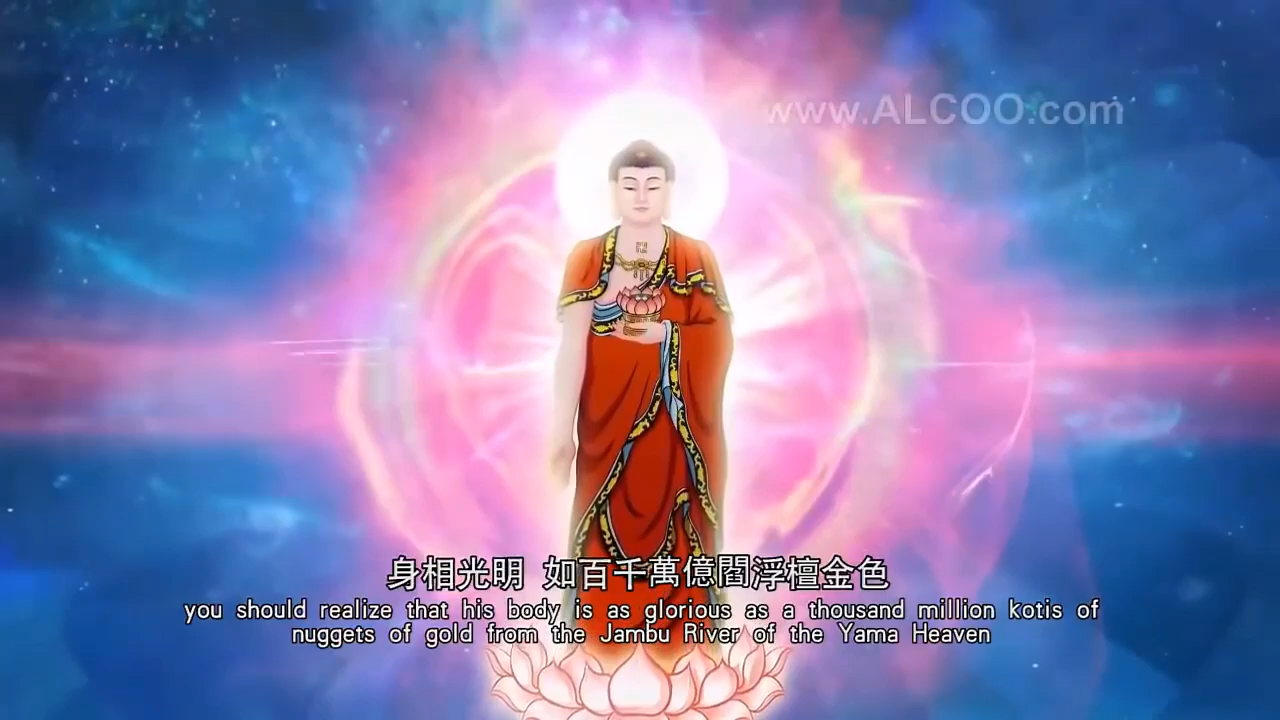 www.ALCOO.com
卍
身相光明 如百千萬億閻浮檀金色
you should realize that his body is as glorious as a thousand million kotis of
nuggets of gold from the Jambu River of the Yama Heaven